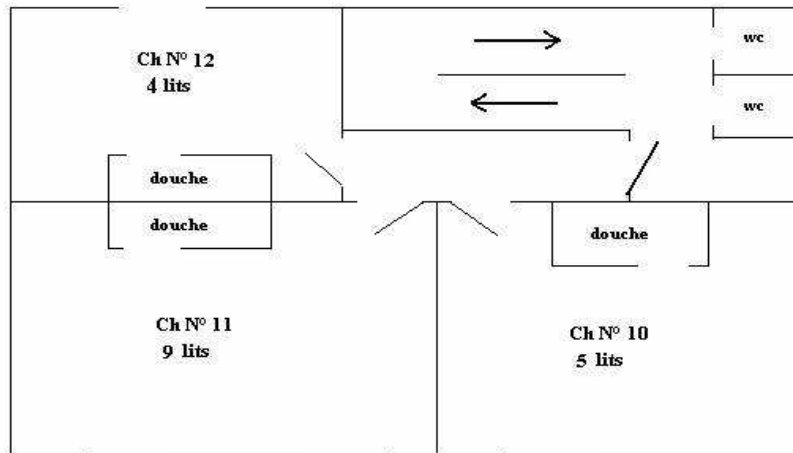 Ch N° 12
4 lits
wc
wc
douche
douche
douche
Ch N° 11
9 lits
Ch N° 10
5 lits